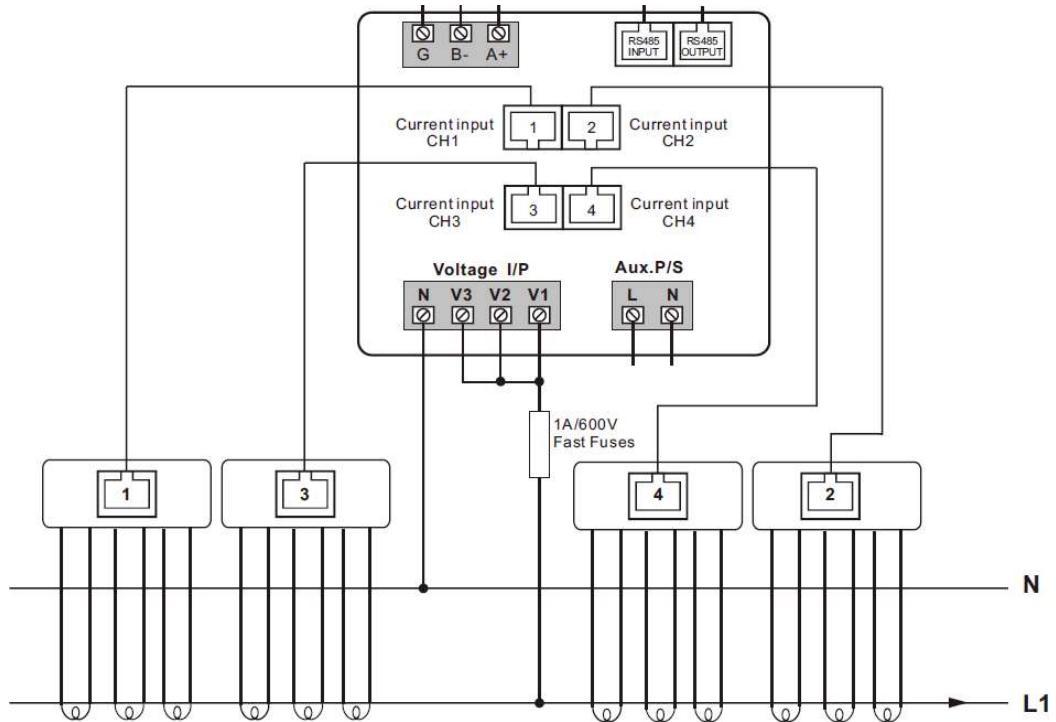 G B- A+
RS485 INPUT
RS485 OUTPUT
Current input CH1
1
2
Current input CH2
Current input CH3
3
4
Current input CH4
Voltage I/P
N V3 V2 V1
Aux.P/S
L N
1A/600V
Fast Fuses
1
3
4
2
N
L1